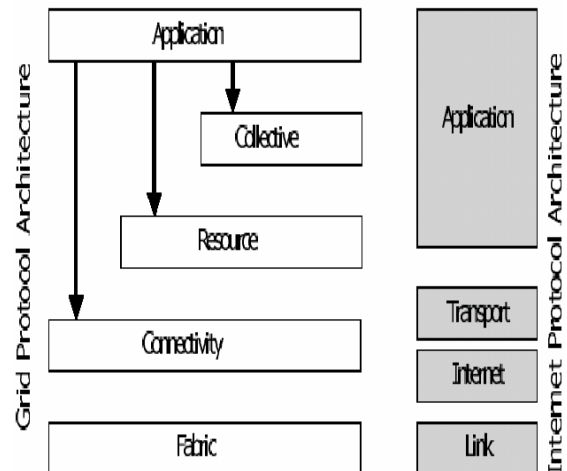 Grid Protocol Architecture
Application
Collective
Resource
Connectivity
Fabric
Application
Transport
Internet
Link
Internet Protocol Architecture